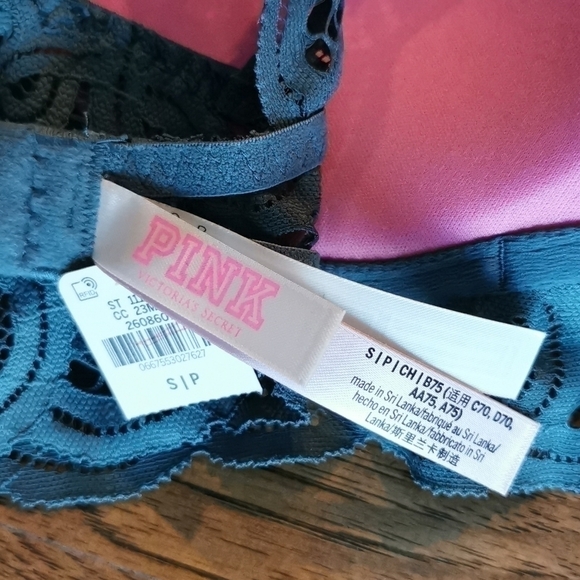 PINK
VICTORIA'S SECRET
RFID
ST 11
CC 23M
260860
0667553027627
S|P
S|P|CH|B75 (适用 C70, D70,
AA75, A75)
made in Sri Lanka/fabriqué au Sri Lanka/
hecho en Sri Lanka/fabbricato in Sri
Lanka/斯里兰卡制造